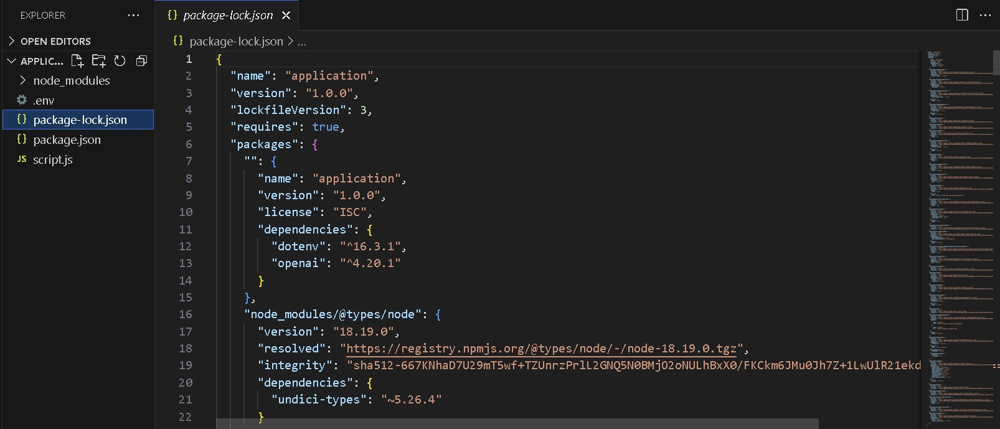 EXPLORER
OPEN EDITORS
APPLIC...
node_modules
.env
package-lock.json
package.json
JS script.js
{} package-lock.json
{} package-lock.json > ...
1 {
2 "name": "application",
3 "version": "1.0.0",
4 "lockfileVersion": 3,
5 "requires": true,
6 "packages": {
7 "": {
8 "name": "application",
9 "version": "1.0.0",
10 "license": "ISC",
11 "dependencies": {
12 "dotenv": "^16.3.1",
13 "openai": "^4.20.1"
14 }
15 },
16 "node_modules/@types/node": {
17 "version": "18.19.0",
18 "resolved": "https://registry.npmjs.org/@types/node/-/node-18.19.0.tgz",
19 "integrity": "sha512-667KNhaD7U29mT5wf+TZUnrzPrlL2GNQ5N0BMjO2oNULhBxX0/FKCkm6JMu0Jh7Z+1LwUlR21ekd
20 "dependencies": {
21 "undici-types": "~5.26.4"
22 }